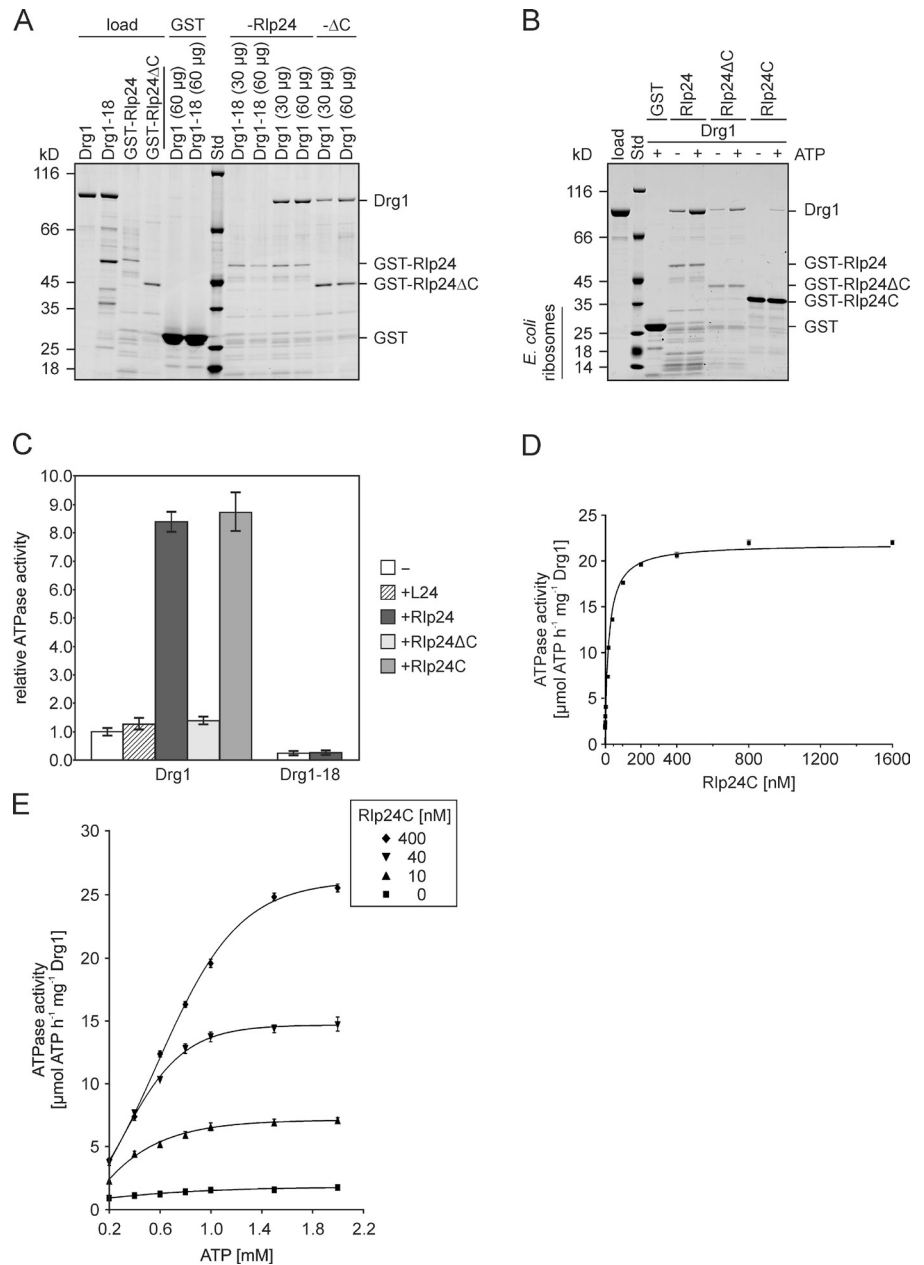 A
load
GST
-Rlp24
-ΔC
Drg1
Drg1-18
GST-Rlp24
GST-Rlp24ΔC
Drg1 (60 µg)
Drg1-18 (60 µg)
Std
Drg1-18 (30 µg)
Drg1-18 (60 µg)
Drg1 (30 µg)
Drg1 (60 µg)
Drg1 (30 µg)
Drg1 (60 µg)
kD
116
66
45
35
25
18
Drg1
GST-Rlp24
GST-Rlp24ΔC
GST
B
GST
Rlp24
Rlp24ΔC
Rlp24C
Drg1
load
Std
+ - + - + - + ATP
kD
116
66
45
35
25
18
14
E. coli
ribosomes
Drg1
GST-Rlp24
GST-Rlp24ΔC
GST-Rlp24C
GST
C
relative ATPase activity
10.0
9.0
8.0
7.0
6.0
5.0
4.0
3.0
2.0
1.0
0.0
Drg1
Drg1-18
–
+L24
+Rlp24
+Rlp24ΔC
+Rlp24C
D
ATPase activity
[µmol ATP h⁻¹ mg⁻¹ Drg1]
25
20
15
10
5
0
0 200 400 800 1200 1600
Rlp24C [nM]
E
Rlp24C [nM]
400
40
10
0
ATPase activity
[µmol ATP h⁻¹ mg⁻¹ Drg1]
30
25
20
15
10
5
0
0.2 0.6 1.0 1.4 1.8 2.2
ATP [mM]